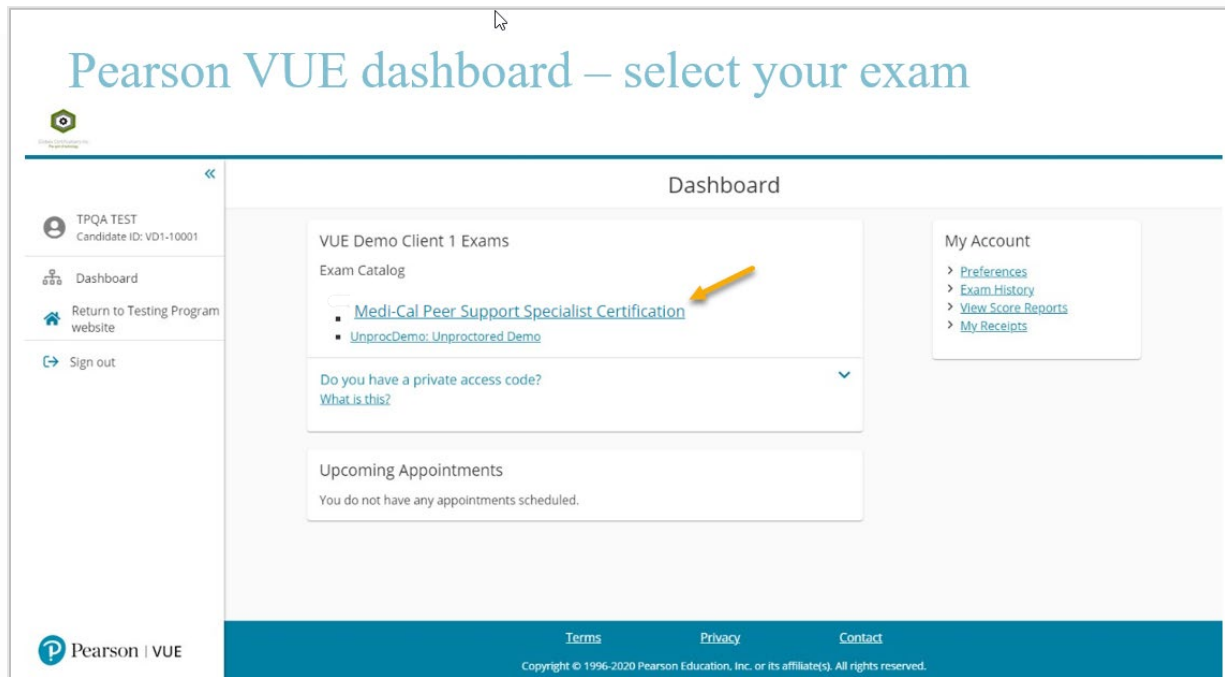 Pearson VUE dashboard – select your exam
Dashboard
TPQA TEST
Candidate ID: VD1-10001
Dashboard
Return to Testing Program
website
Sign out
VUE Demo Client 1 Exams
Exam Catalog
Medi-Cal Peer Support Specialist Certification
UnprocDemo: Unproctored Demo
Do you have a private access code?
What is this?
Upcoming Appointments
You do not have any appointments scheduled.
My Account
Preferences
Exam History
View Score Reports
My Receipts
Pearson | VUE
Terms Privacy Contact
Copyright © 1996-2020 Pearson Education, Inc. or its affiliate(s). All rights reserved.